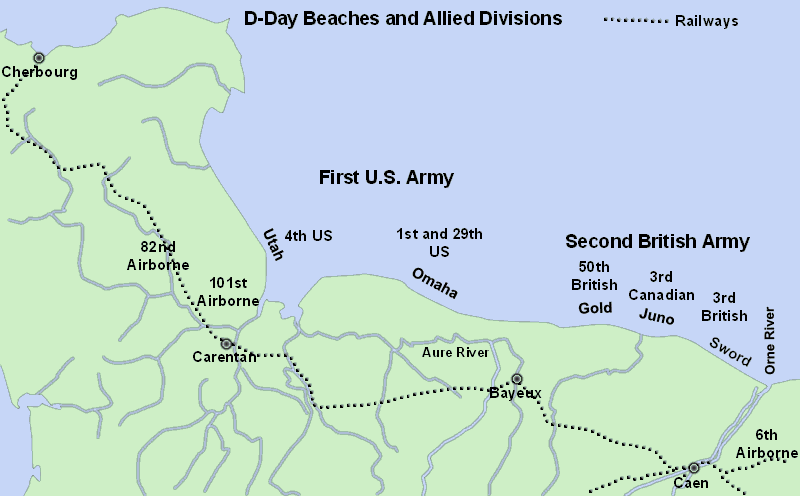 D-Day Beaches and Allied Divisions
Railways
Cherbourg
First U.S. Army
Utah
4th US
1st and 29th
US
Omaha
Second British Army
50th
British
Gold
3rd
Canadian
Juno
3rd
British
Sword
Orne River
82nd
Airborne
101st
Airborne
Carentan
Aure River
Bayeux
6th
Airborne
Caen